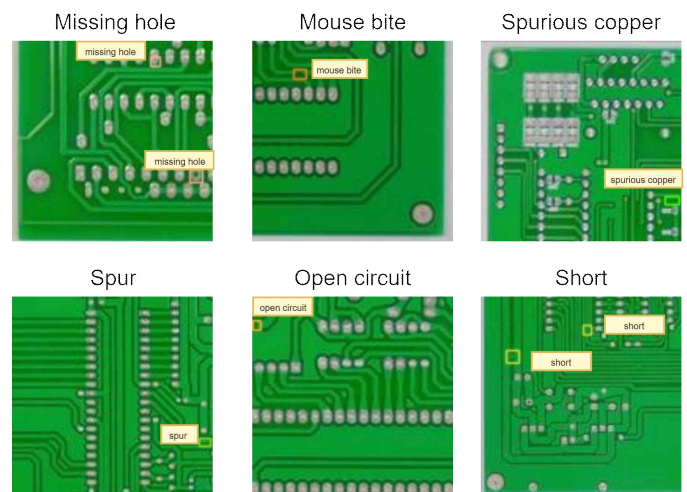 Missing hole
Mouse bite
Spurious copper
missing hole
mouse bite
missing hole
spurious copper
Spur
Open circuit
Short
open circuit
short
short
spur